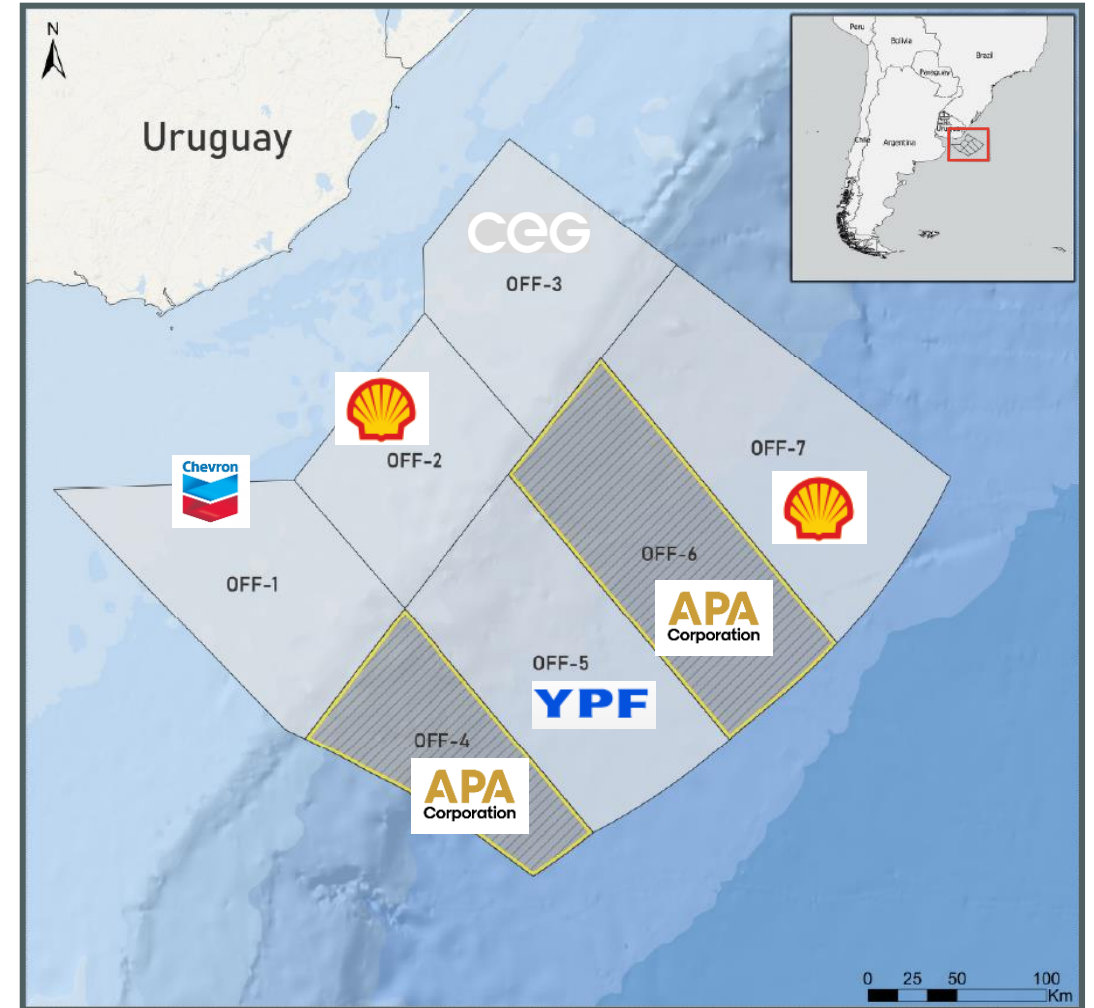 N
Uruguay
Peru
Bolivia
Brazil
Paraguay
Uruguay
Chile
Argentina
CEG
OFF-3
OFF-2
Chevron
OFF-7
OFF-1
OFF-6
APA
Corporation
OFF-5
YPF
OFF-4
APA
Corporation
0 25 50 100
Km